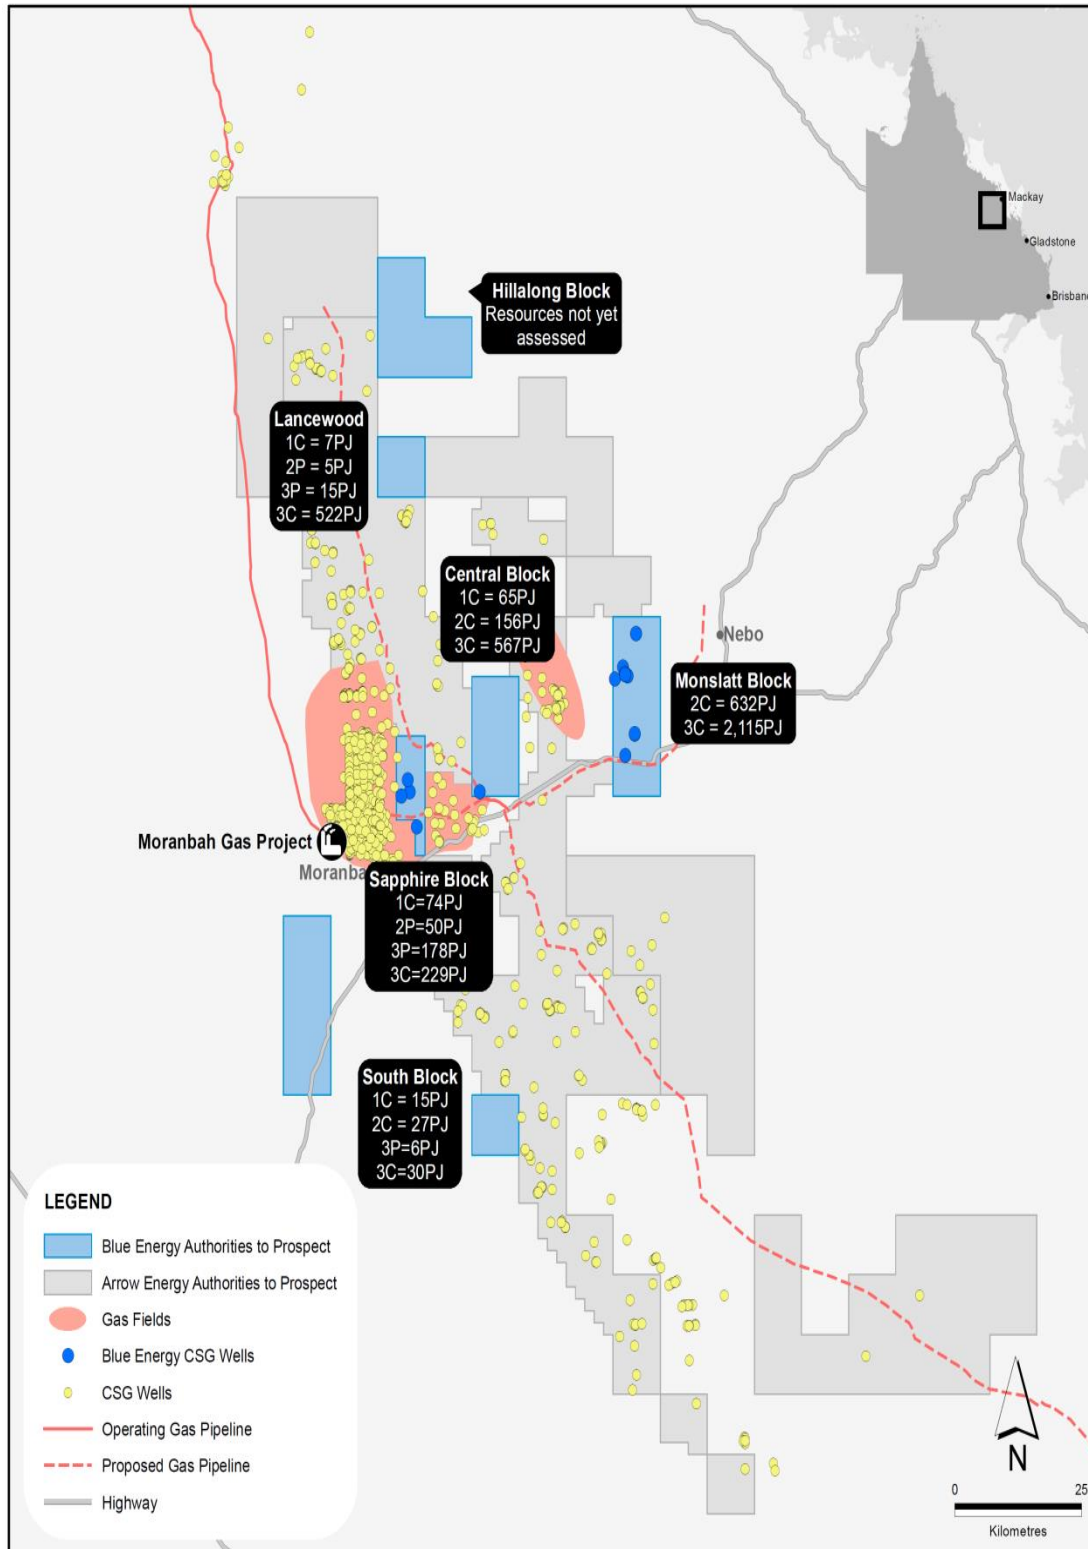 Mackay
Gladstone
Brisbane
Hillalong Block
Resources not yet
assessed
Lancewood
1C = 7PJ
2P = 5PJ
3P = 15PJ
3C = 522PJ
Central Block
1C = 65PJ
2C = 156PJ
3C = 567PJ
Nebo
Monslatt Block
2C = 632PJ
3C = 2,115PJ
Moranbah Gas Project
Moranba
Sapphire Block
1C=74PJ
2P=50PJ
3P=178PJ
3C=229PJ
South Block
1C = 15PJ
2C = 27PJ
3P=6PJ
3C=30PJ
LEGEND
Blue Energy Authorities to Prospect
Arrow Energy Authorities to Prospect
Gas Fields
Blue Energy CSG Wells
CSG Wells
Operating Gas Pipeline
Proposed Gas Pipeline
Highway
N
0 25
Kilometres